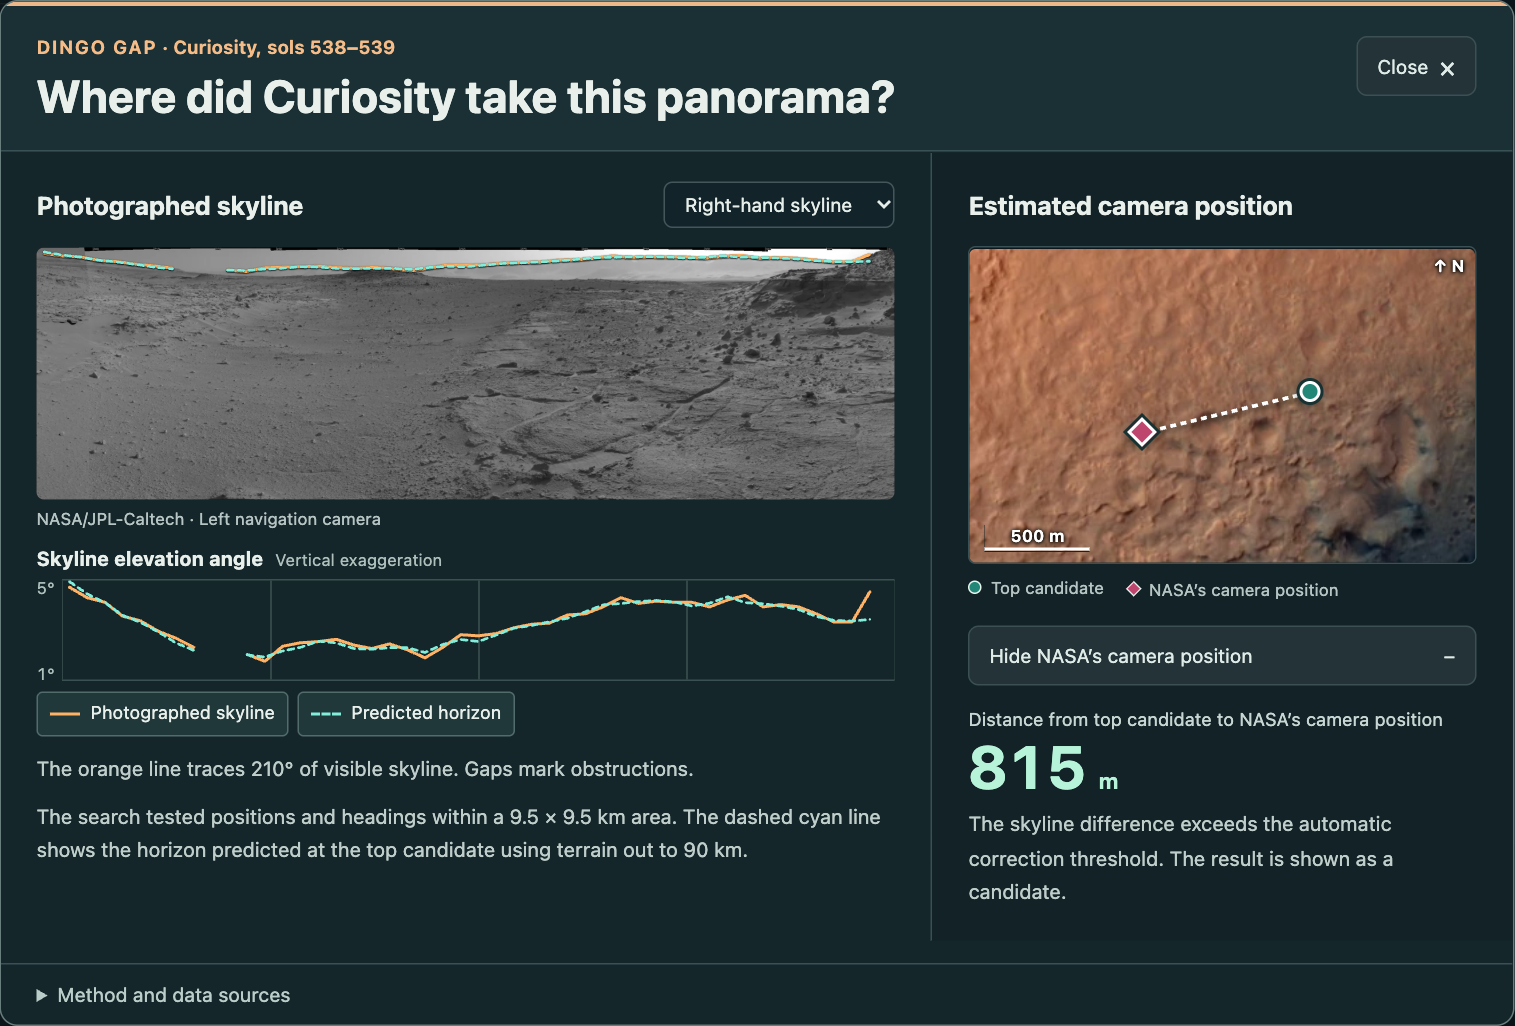 DINGO GAP · Curiosity, sols 538–539
Where did Curiosity take this panorama?
Close ×
Photographed skyline
Right-hand skyline
NASA/JPL-Caltech · Left navigation camera
Skyline elevation angle Vertical exaggeration
5°
1°
Photographed skyline
Predicted horizon
The orange line traces 210° of visible skyline. Gaps mark obstructions.
The search tested positions and headings within a 9.5 × 9.5 km area. The dashed cyan line
shows the horizon predicted at the top candidate using terrain out to 90 km.
Estimated camera position
↑ N
500 m
Top candidate
NASA’s camera position
Hide NASA’s camera position –
Distance from top candidate to NASA’s camera position
815 m
The skyline difference exceeds the automatic
correction threshold. The result is shown as a
candidate.
▶ Method and data sources